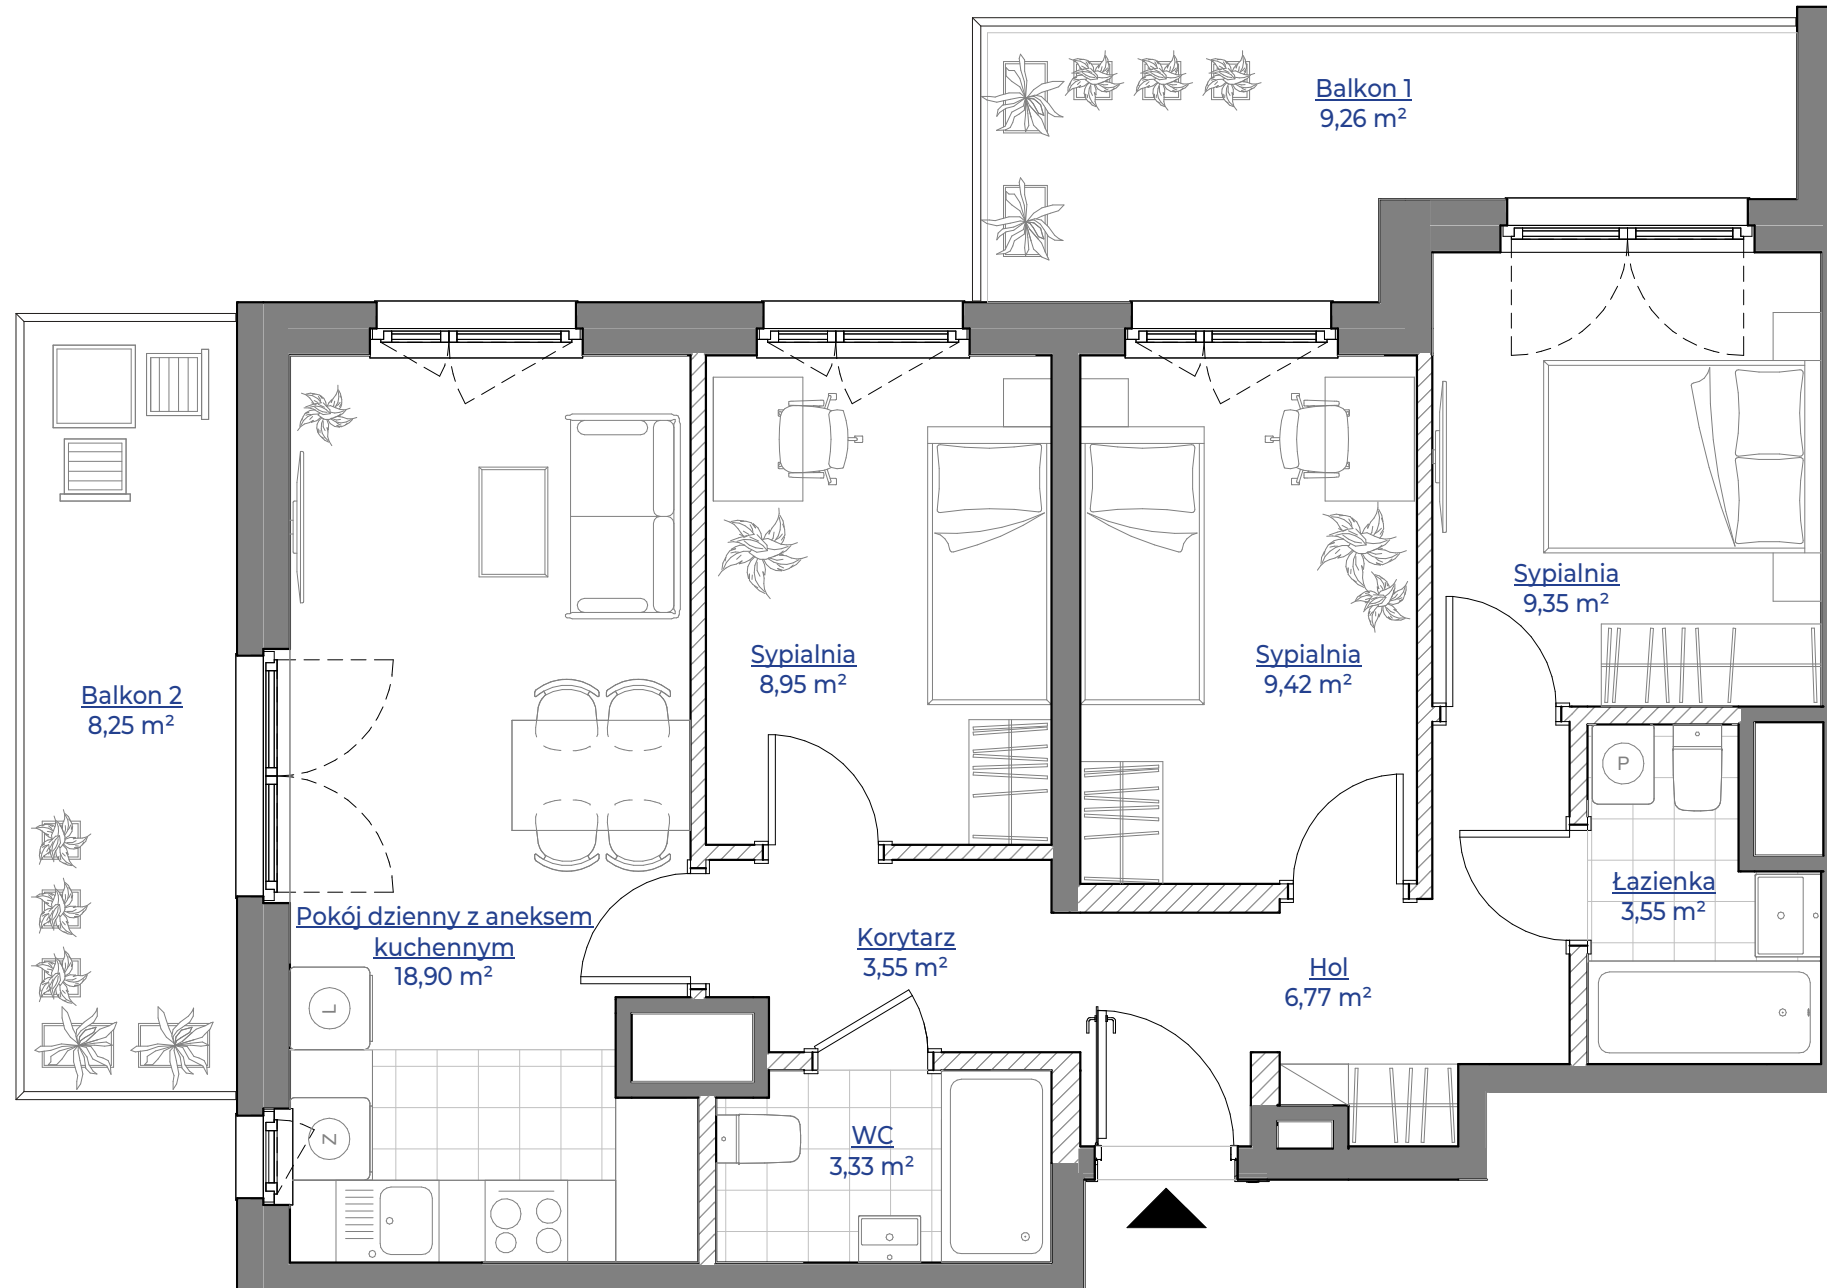 Balkon 1
9,26 m²
Sypialnia
9,35 m²
Sypialnia
8,95 m²
Sypialnia
9,42 m²
Balkon 2
8,25 m²
P
Łazienka
3,55 m²
Pokój dzienny z aneksem
kuchennym
18,90 m²
Korytarz
3,55 m²
Hol
6,77 m²
L
Z
WC
3,33 m²